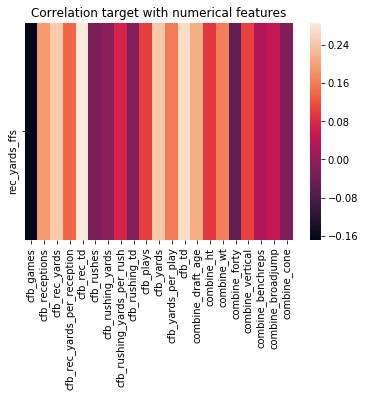 Correlation target with numerical features
rec_yards_ffs
0.24
0.16
0.08
0.00
−0.08
−0.16
cfb_games
cfb_receptions
cfb_rec_yards
cfb_rec_yards_per_reception
cfb_rec_td
cfb_rushes
cfb_rushing_yards
cfb_rushing_yards_per_rush
cfb_rushing_td
cfb_plays
cfb_yards
cfb_yards_per_play
cfb_td
combine_draft_age
combine_ht
combine_wt
combine_forty
combine_vertical
combine_benchreps
combine_broadjump
combine_cone